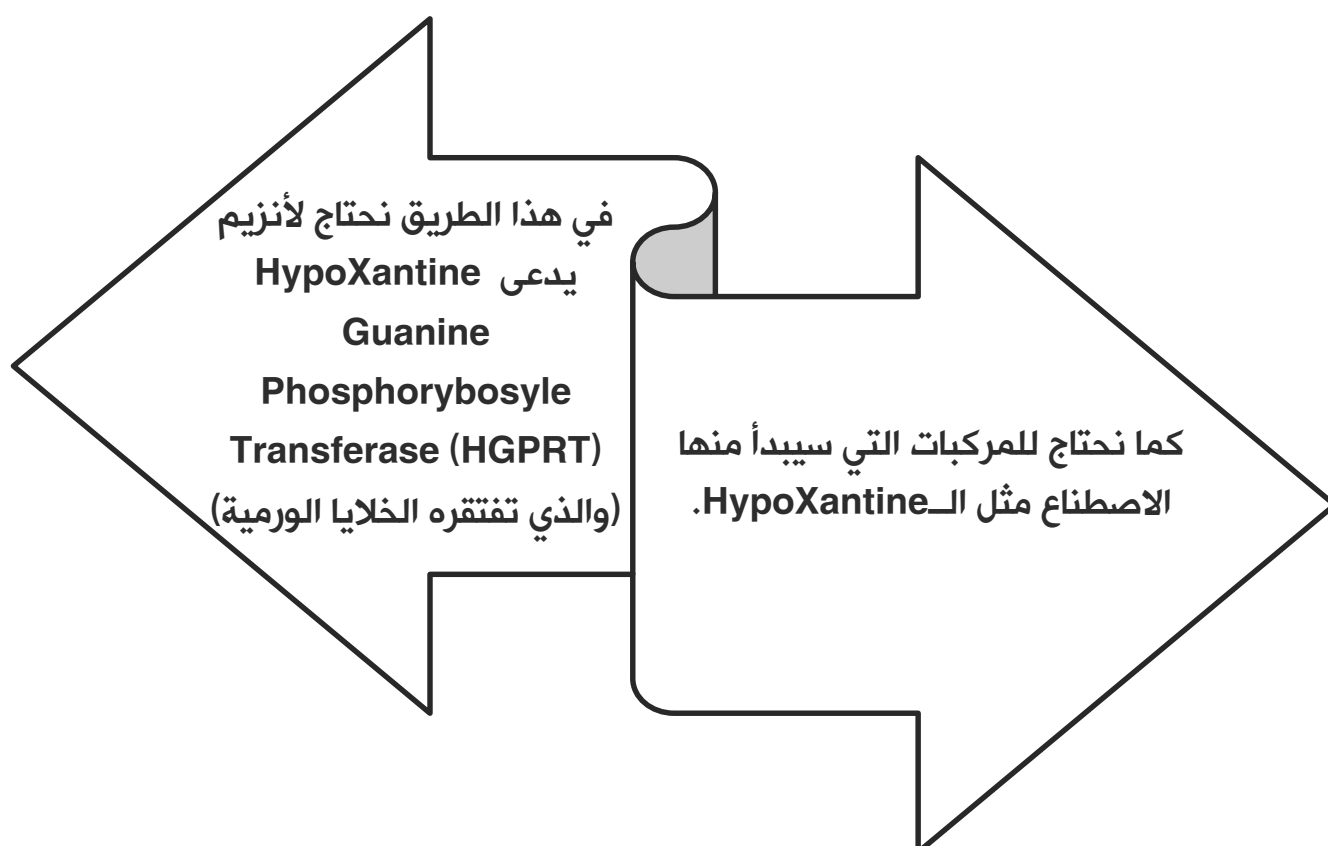 في هذا الطريق نحتاج لأنزيم
يدعى HypoXantine
Guanine
Phosphorybosyle
Transferase (HGPRT)
(والذي تفتقره الخلايا الورمية)
كما نحتاج للمركبات التي سيبدأ منها
الاصطناع مثل الــHypoXantine.